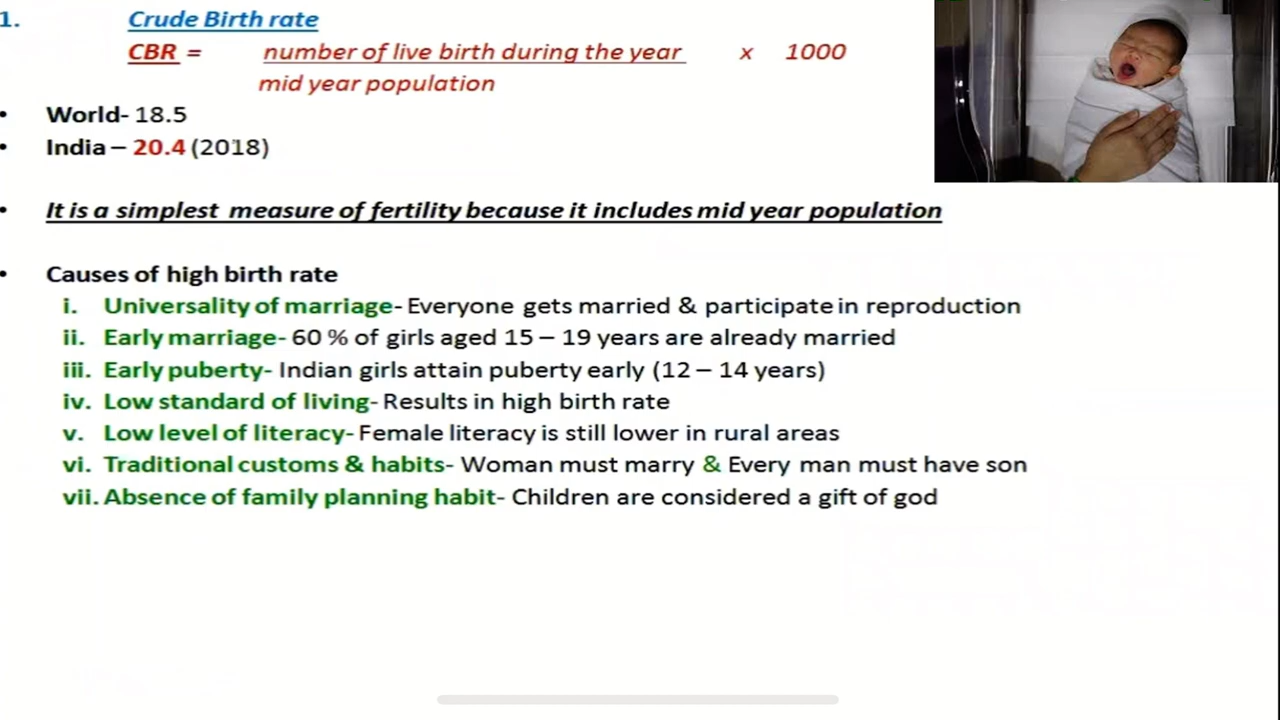 1. Crude Birth rate
CBR = number of live birth during the year x 1000
mid year population
• World- 18.5
• India – 20.4 (2018)
• It is a simplest measure of fertility because it includes mid year population
• Causes of high birth rate
i. Universality of marriage- Everyone gets married & participate in reproduction
ii. Early marriage- 60 % of girls aged 15 – 19 years are already married
iii. Early puberty- Indian girls attain puberty early (12 – 14 years)
iv. Low standard of living- Results in high birth rate
v. Low level of literacy- Female literacy is still lower in rural areas
vi. Traditional customs & habits- Woman must marry & Every man must have son
vii. Absence of family planning habit- Children are considered a gift of god